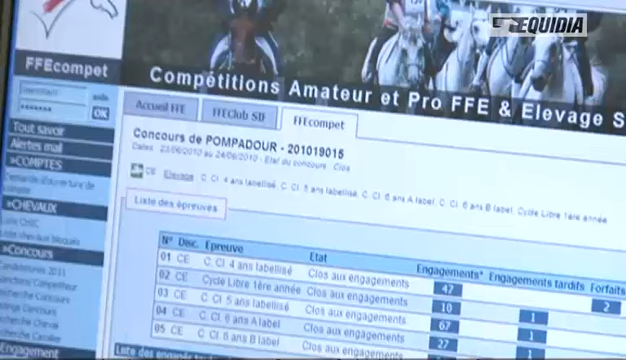 EQUIDIA
FFEcompet
Compétitions Amateur et Pro FFE & Elevage S
OK
Accueil FFE
FFEClub SD
FFEcompet
Tout savoir
Alertes mail
>COMPTES
Demande d'ouverture de compte
>CHEVAUX
>Concours
Engagement
Concours de POMPADOUR - 201019015
Dates : 23/06/2010 au 24/06/2010 - Etat du concours : Clos
CE Elevage C. Cl. 4 ans labellisé, C. Cl. 5 ans labellisé, C. Cl. 6 ans A label, C. Cl. 6 ans B label, Cycle Libre 1ère année
Liste des épreuves
N° Disc. Epreuve Etat Engagements* Engagements tardifs Forfaits
01 CE C. Cl. 4 ans labellisé Clos aux engagements 47 2
02 CE Cycle Libre 1ère année Clos aux engagements 10 1
03 CE C. Cl. 5 ans labellisé Clos aux engagements 67 1
04 CE C. Cl. 6 ans A label Clos aux engagements 27 1
05 CE C. Cl. 6 ans B label Clos aux engagements